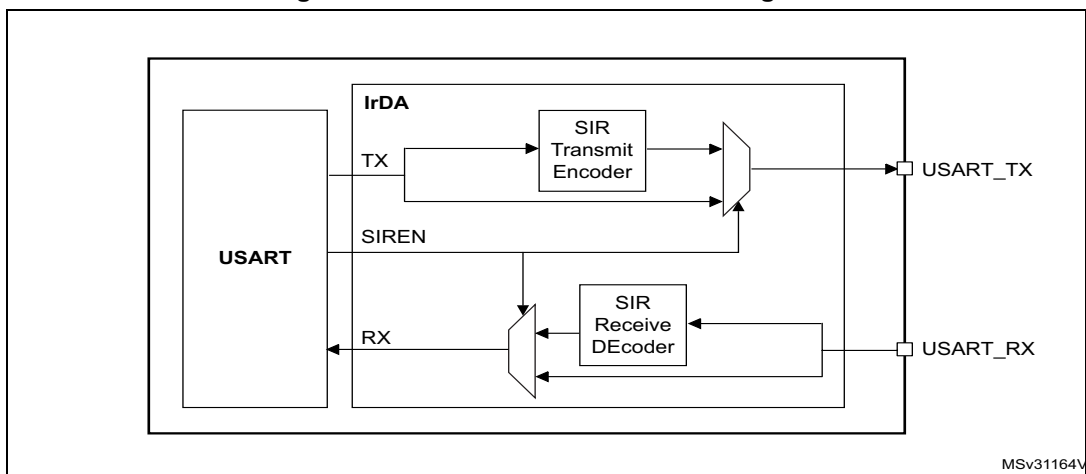 IrDA
SIR
Transmit
Encoder
TX
USART_TX
SIREN
USART
SIR
Receive
DEcoder
RX
USART_RX
MSv31164V